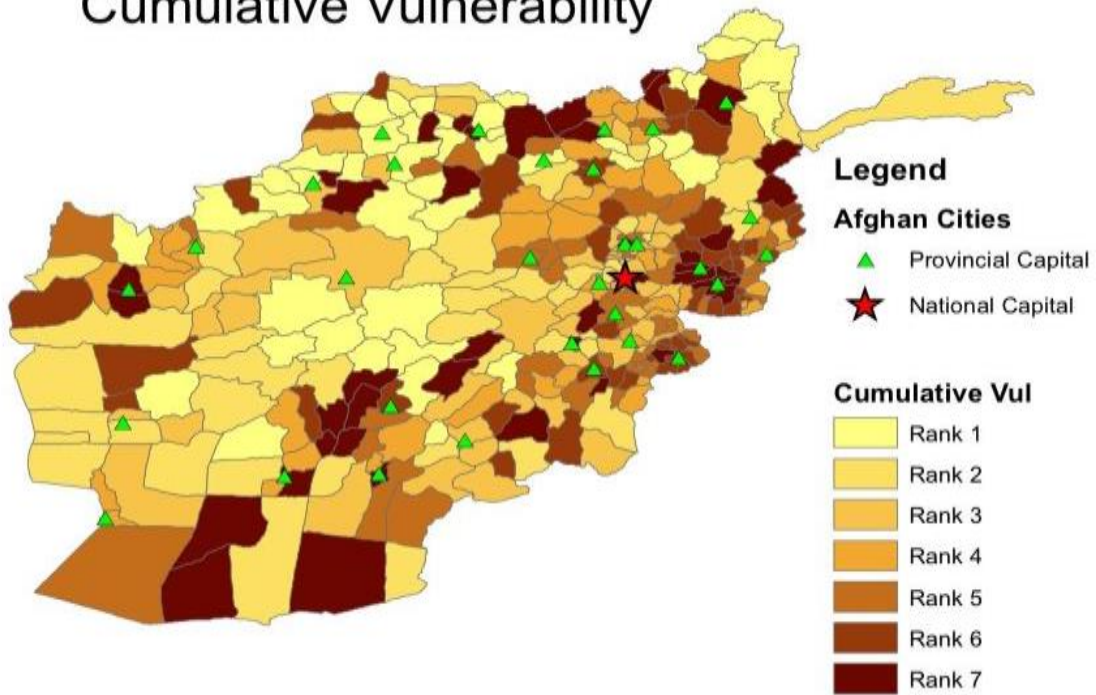 Cumulative Vulnerability
Legend
Afghan Cities
Provincial Capital
National Capital
Cumulative Vul
Rank 1
Rank 2
Rank 3
Rank 4
Rank 5
Rank 6
Rank 7